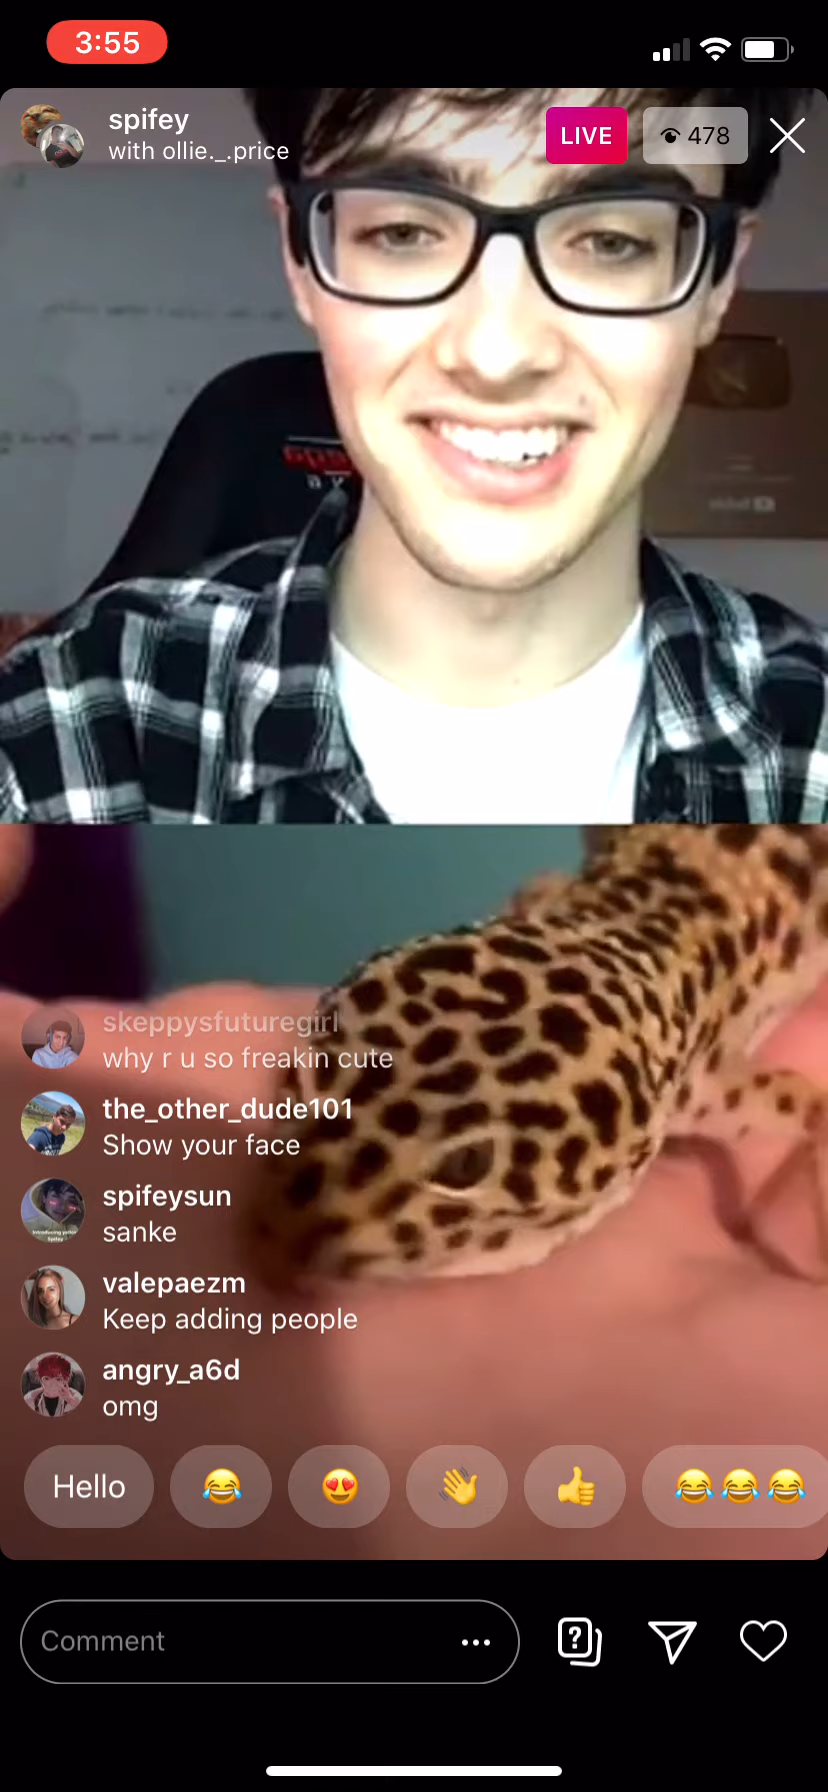 3:55
spifey
with ollie._.price
LIVE
478
skeppysfuturegirl
why r u so freakin cute
the_other_dude101
Show your face
spifeysun
sanke
valepaezm
Keep adding people
angry_a6d
omg
Hello
Comment